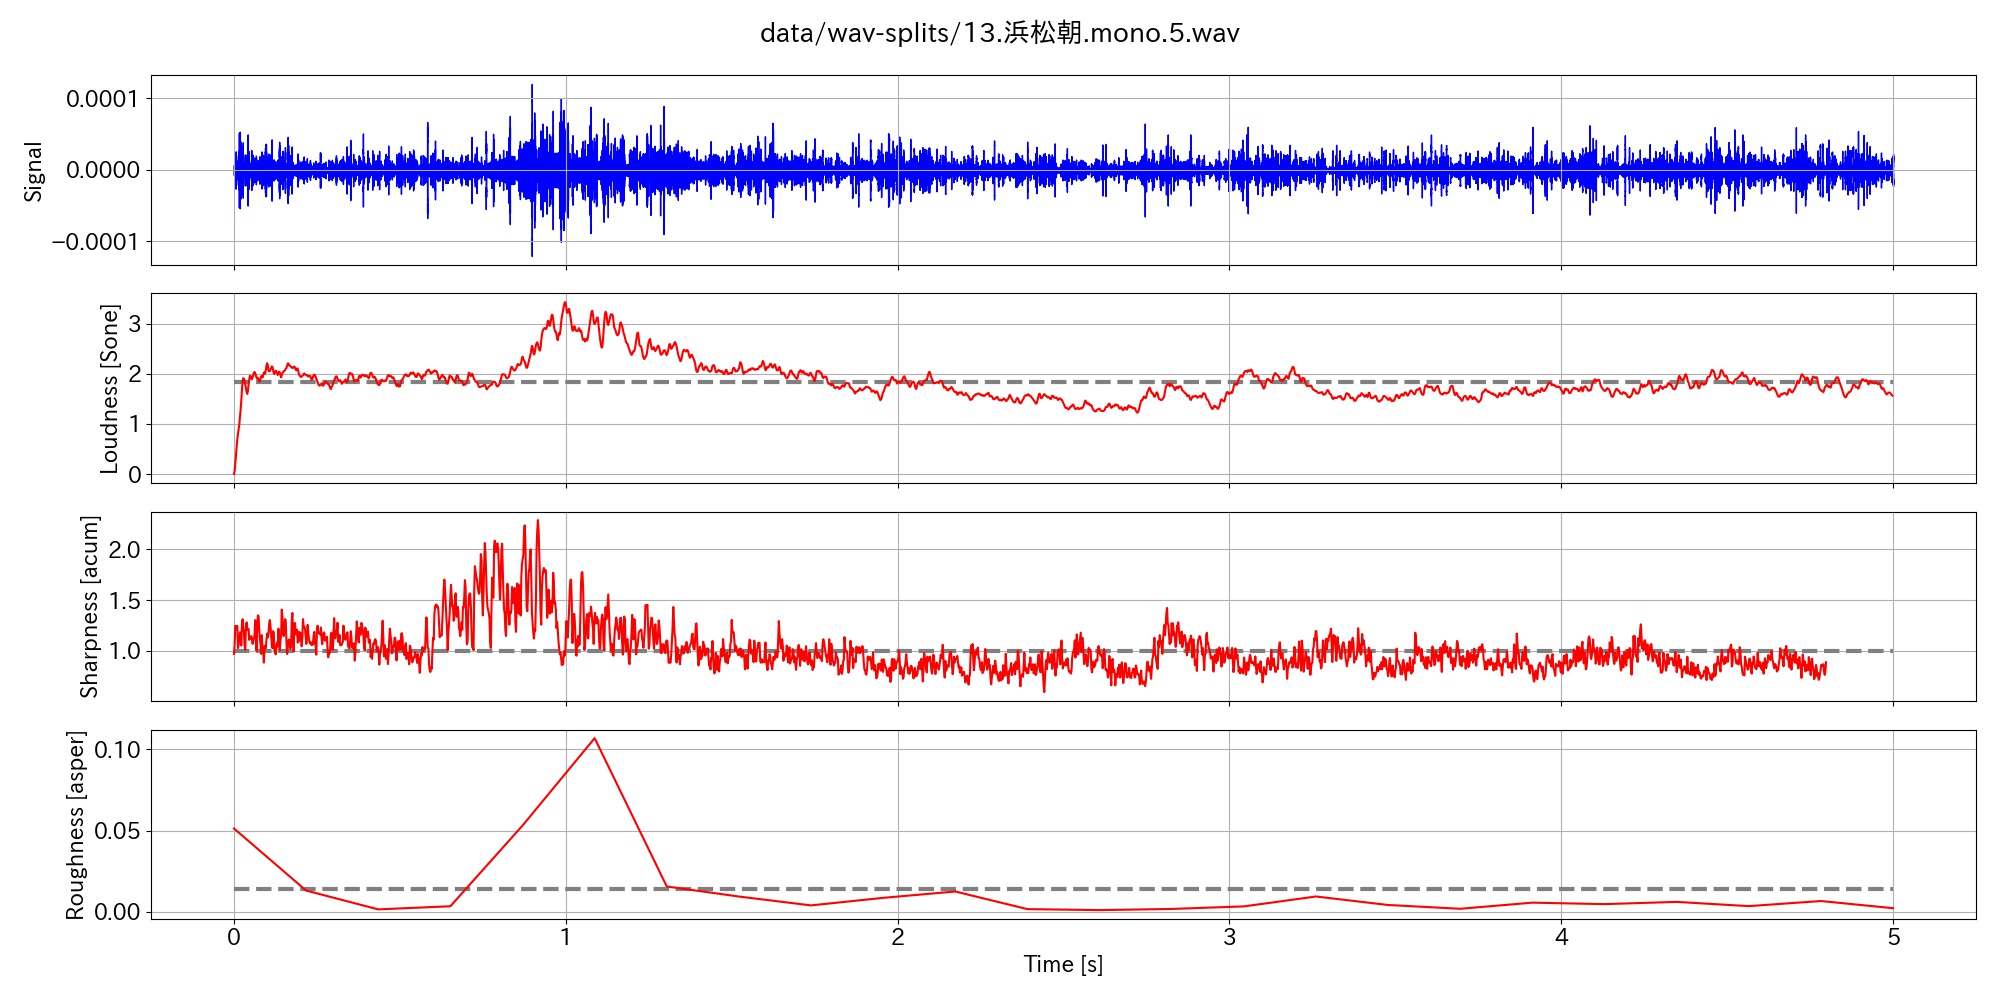 data/wav-splits/13.浜松朝.mono.5.wav
Signal
0.0001
0.0000
−0.0001
Loudness [Sone]
3
2
1
0
Sharpness [acum]
2.0
1.5
1.0
Roughness [asper]
0.10
0.05
0.00
0 1 2 3 4 5
Time [s]